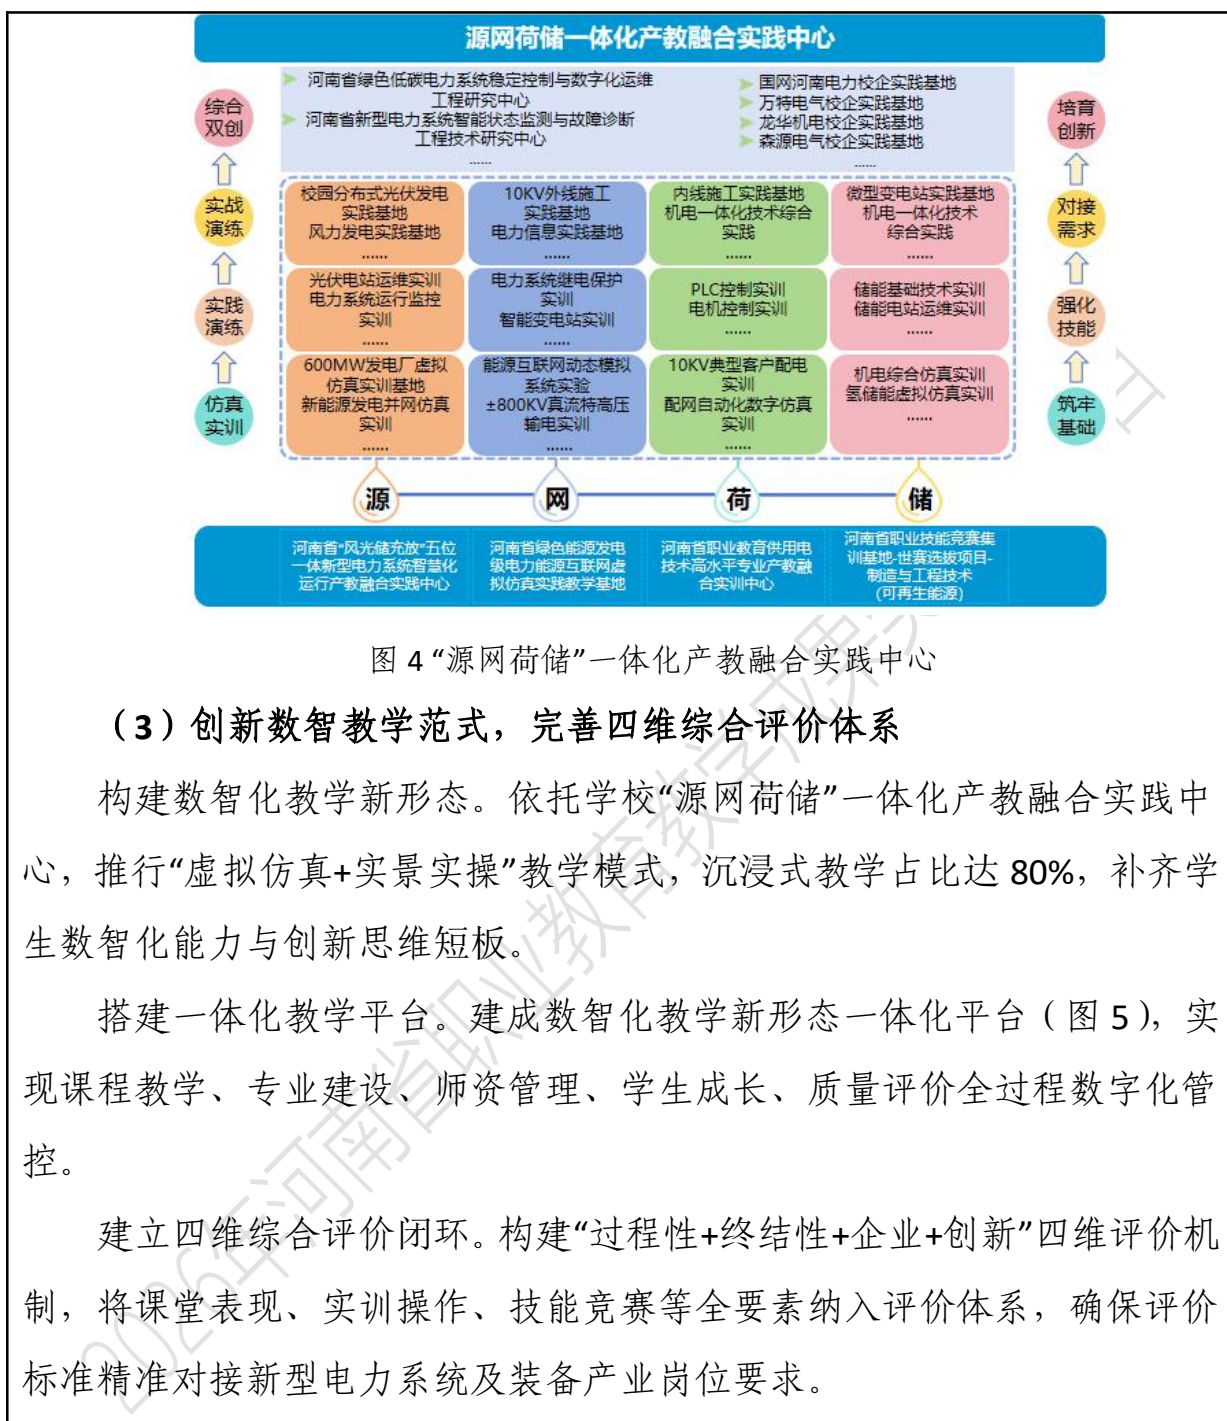 源网荷储一体化产教融合实践中心
河南省绿色低碳电力系统稳定控制与数字化运维
工程研究中心
河南省新型电力系统智能状态监测与故障诊断
工程技术研究中心
......
国网河南电力校企实践基地
万特电气校企实践基地
龙华机电校企实践基地
森源电气校企实践基地
......
综合
双创
实战
演练
实践
演练
仿真
实训
培育
创新
对接
需求
强化
技能
筑牢
基础
校园分布式光伏发电
实践基地
风力发电实践基地
......
10KV外线施工
实践基地
电力信息实践基地
......
内线施工实践基地
机电一体化技术综合
实践
......
微型变电站实践基地
机电一体化技术
综合实践
......
光伏电站运维实训
电力系统运行监控
实训
......
电力系统继电保护
实训
智能变电站实训
......
PLC控制实训
电机控制实训
......
储能基础技术实训
储能电站运维实训
......
600MW发电厂虚拟
仿真实训基地
新能源发电并网仿真
实训
......
能源互联网动态模拟
系统实验
±800KV真流特高压
输电实训
......
10KV典型客户配电
实训
配网自动化数字仿真
实训
......
机电综合仿真实训
氢储能虚拟仿真实训
......
源
网
荷
储
河南省“风光储充放”五位
一体新型电力系统智慧化
运行产教融合实践中心
河南省绿色能源发电
级电力能源互联网虚
拟仿真实践教学基地
河南省职业教育供用电
技术高水平专业产教融
合实训中心
河南省职业技能竞赛集
训基地-世赛选拔项目-
制造与工程技术
(可再生能源)
图 4 “源网荷储”一体化产教融合实践中心
（3）创新数智教学范式，完善四维综合评价体系
构建数智化教学新形态。依托学校“源网荷储”一体化产教融合实践中
心，推行“虚拟仿真+实景实操”教学模式，沉浸式教学占比达 80%，补齐学
生数智化能力与创新思维短板。
搭建一体化教学平台。建成数智化教学新形态一体化平台（图 5），实
现课程教学、专业建设、师资管理、学生成长、质量评价全过程数字化管
控。
建立四维综合评价闭环。构建“过程性+终结性+企业+创新”四维评价机
制，将课堂表现、实训操作、技能竞赛等全要素纳入评价体系，确保评价
标准精准对接新型电力系统及装备产业岗位要求。
2026年河南省职业教育教学成果